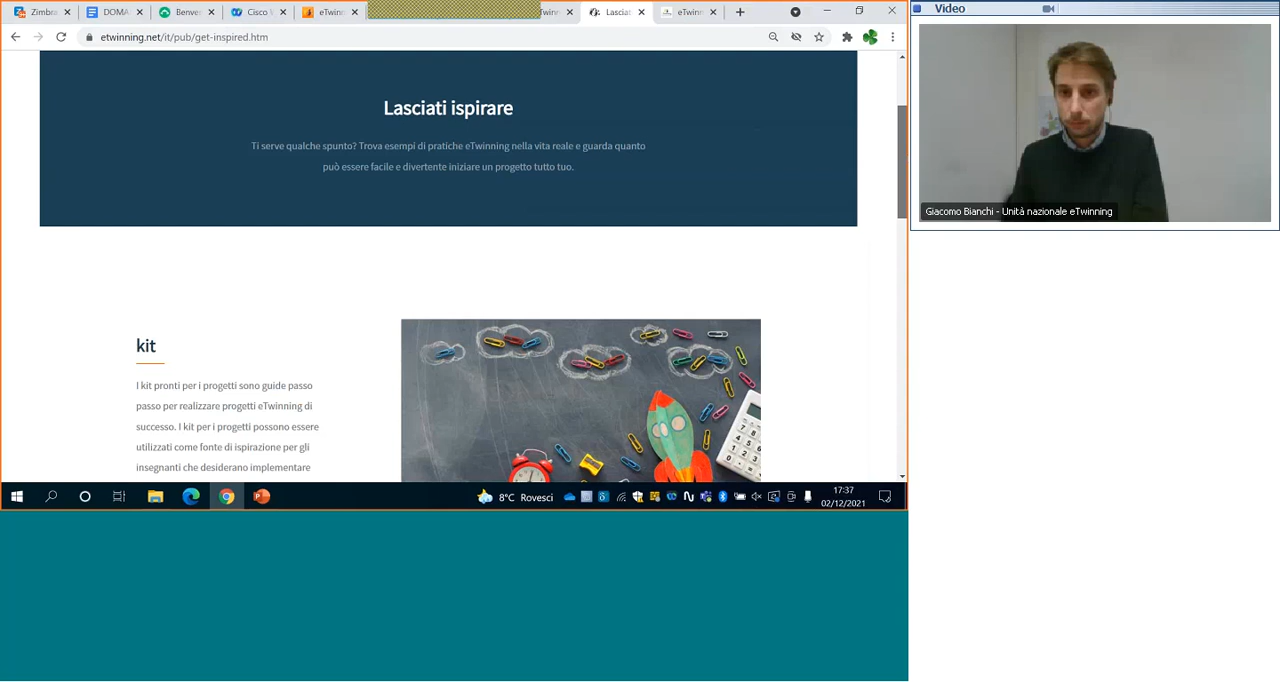 Zimbra
DOMA
Benve
Cisco
eTwinn
Lasciat
eTwinn
Video
etwinning.net/it/pub/get-inspired.htm
Lasciati ispirare
Ti serve qualche spunto? Trova esempi di pratiche eTwinning nella vita reale e guarda quanto
può essere facile e divertente iniziare un progetto tutto tuo.
Giacomo Bianchi - Unità nazionale eTwinning
kit
I kit pronti per i progetti sono guide passo
passo per realizzare progetti eTwinning di
successo. I kit per i progetti possono essere
utilizzati come fonte di ispirazione per gli
insegnanti che desiderano implementare
8°C Rovesci
17:37
02/12/2021